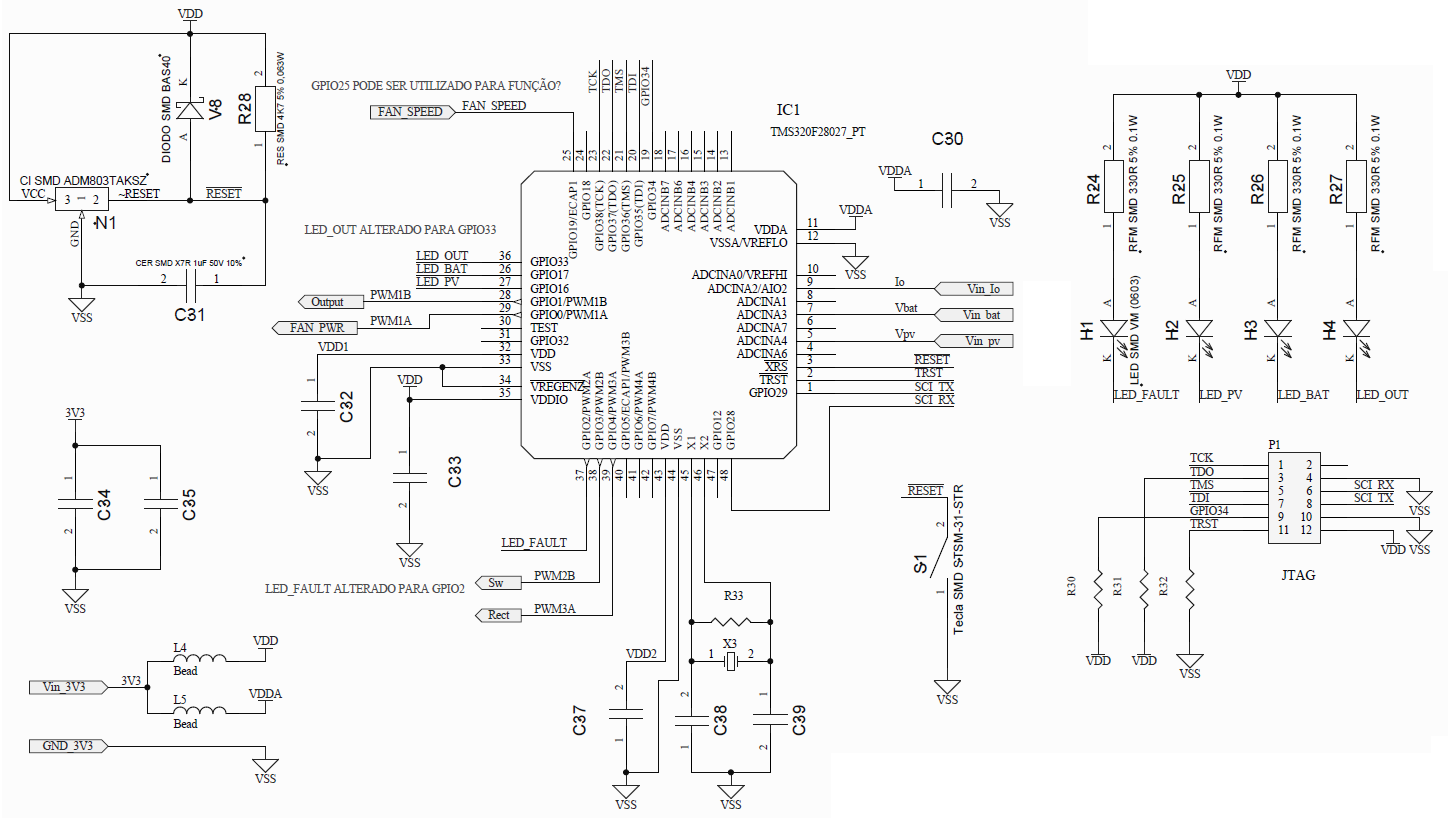 VDD
DIODO SMD BAS40
K
V8
A
2
R28
1
RES SMD 4K7 5% 0,063W
CI SMD ADM803TAKSZ
VCC
3 1 2
~RESET
RESET
N1
GND
CER SMD X7R 1uF 50V 10%
2 1
C31
VSS
GPIO25 PODE SER UTILIZADO PARA FUNÇÃO?
FAN_SPEED
FAN_SPEED
TCK
TDO
TMS
TDI
GPIO34
IC1
TMS320F28027_PT
25
24
23
22
21
20
19
18
17
16
15
14
13
GPIO19/ECAP1
GPIO18
GPIO38(TCK)
GPIO37(TDO)
GPIO36(TMS)
GPIO35(TDI)
GPIO34
ADCINB7
ADCINB6
ADCINB4
ADCINB3
ADCINB2
ADCINB1
LED_OUT ALTERADO PARA GPIO33
LED_OUT 36 GPIO33
LED_BAT 26 GPIO17
LED_PV 27 GPIO16
Output PWM1B 28 GPIO1/PWM1B
FAN_PWR PWM1A 29 GPIO0/PWM1A
30 TEST
31 GPIO32
VDD1 32 VDD
33 VSS
34 VREGENZ
VDD 35 VDDIO
1
C32
2
VSS
1
C33
2
VSS
VDDA 11 VDDA
VSSA/VREFLO 12
VSS
ADCINA0/VREFHI 10
ADCINA2/AIO2 9 Io Vin_Io
ADCINA1 8
ADCINA3 7 Vbat Vin_bat
ADCINA7 6
ADCINA4 5 Vpv Vin_pv
ADCINA6 4
XRS 3 RESET
TRST 2 TRST
GPIO29 1 SCI_TX
SCI_RX
GPIO2/PWM2A
GPIO3/PWM2B
GPIO4/PWM3A
GPIO5/ECAP1/PWM3B
GPIO6/PWM4A
GPIO7/PWM4B
VDD
VSS
X1
X2
GPIO12
GPIO28
37
38
39
40
41
42
43
44
45
46
47
48
C30
VDDA
1 2
VSS
3V3
1
C34
2
1
C35
2
VSS
LED_FAULT
LED_FAULT ALTERADO PARA GPIO2
Sw PWM2B
Rect PWM3A
VDD2
2
C37
1
VSS
R33
X3
1 2
2
C38
1
1
C39
2
VSS
RESET
2
S1
1
Tecla SMD STSM-31-STR
VSS
L4
Bead
VDD
Vin_3V3 3V3
L5
Bead
VDDA
GND_3V3
VSS
VDD
2
R24
1
RFM SMD 330R 5% 0.1W
2
R25
1
RFM SMD 330R 5% 0.1W
2
R26
1
RFM SMD 330R 5% 0.1W
2
R27
1
RFM SMD 330R 5% 0.1W
A
H1
K
LED SMD VM (0603)
A
H2
K
A
H3
K
A
H4
K
LED_FAULT
LED_PV
LED_BAT
LED_OUT
P1
TCK 1 2
TDO 3 4
TMS 5 6 SCI_RX
TDI 7 8 SCI_TX
GPIO34 9 10
TRST 11 12
VSS
VDD VSS
JTAG
R30
R31
R32
VDD
VDD
VSS